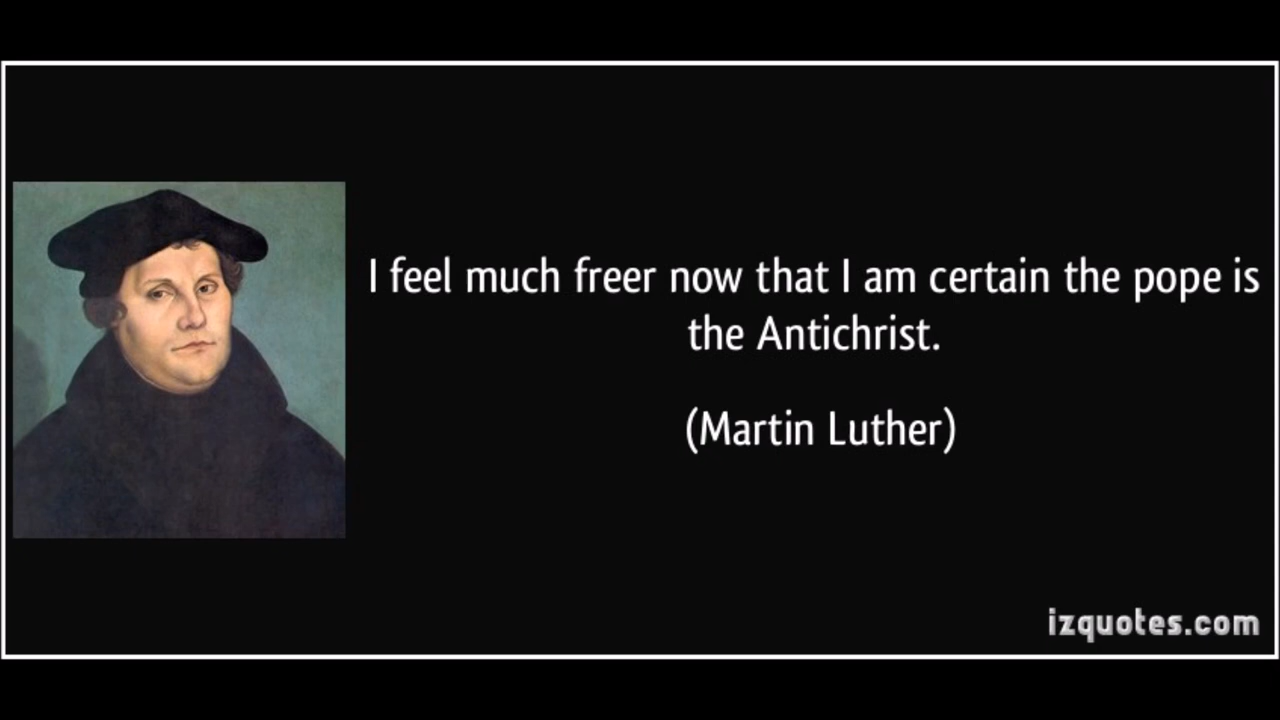 I feel much freer now that I am certain the pope is
the Antichrist.
(Martin Luther)
izquotes.com